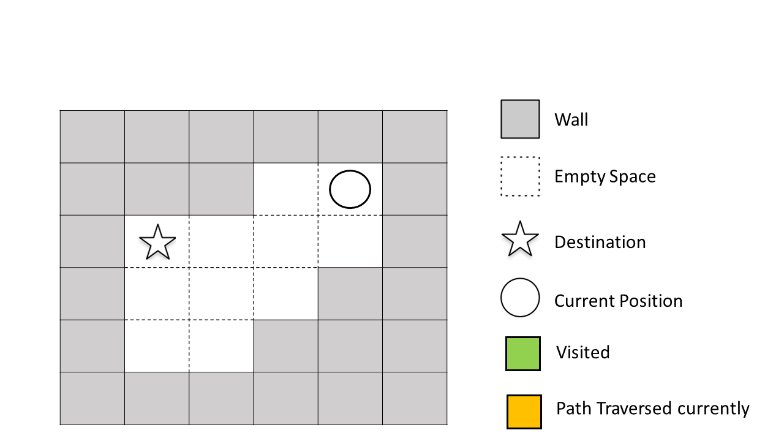 Wall
Empty Space
Destination
Current Position
Visited
Path Traversed currently